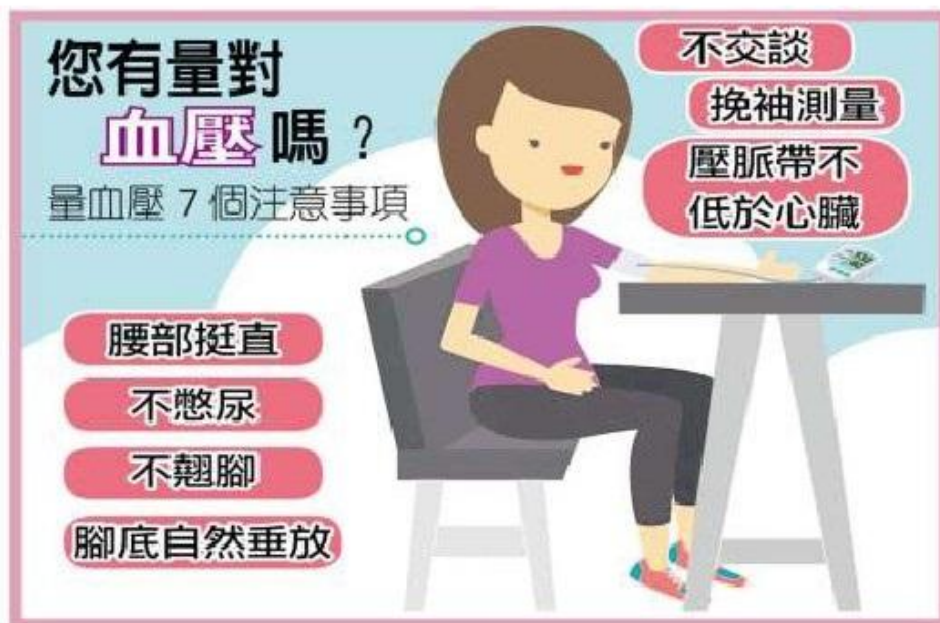 您有量對
血壓嗎？
量血壓 7 個注意事項
不交談
挽袖測量
壓脈帶不
低於心臟
腰部挺直
不憋尿
不翹腳
腳底自然垂放